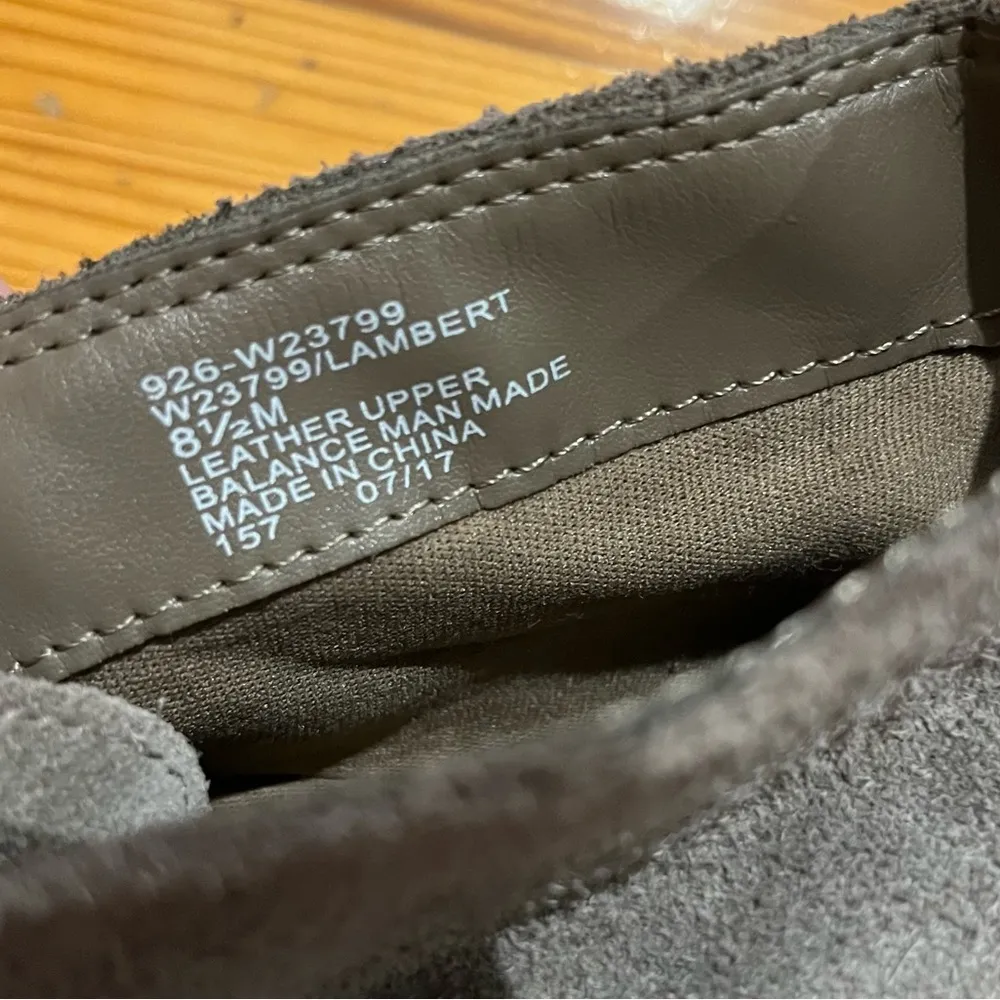 926-W23799
W23799/LAMBERT
8½M
LEATHER UPPER
BALANCE MAN MADE
MADE IN CHINA
157 07/17